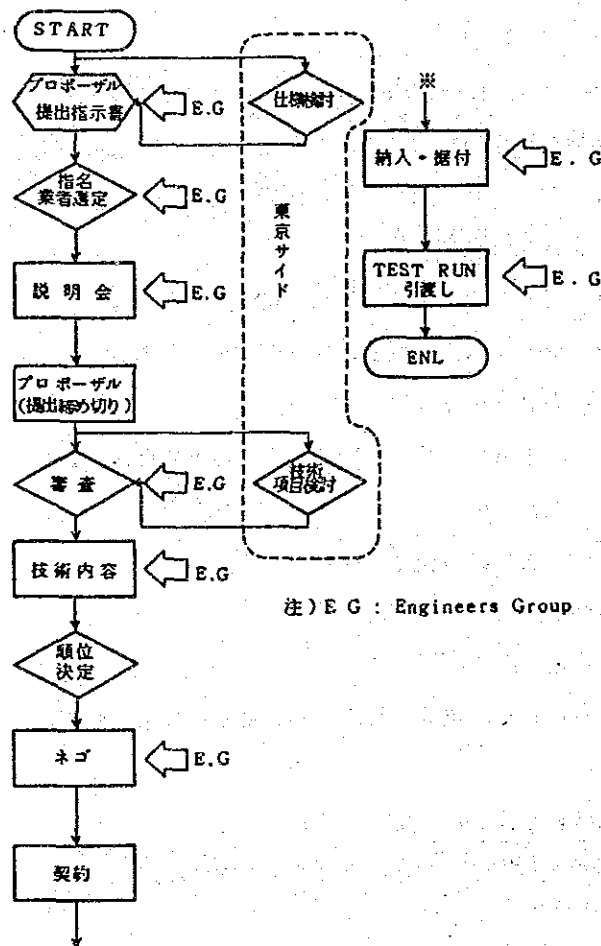 START
プロポーザル
提出指示書
E.G
仕様検討
指名
業者選定
E.G
東京サイド
説明会
E.G
プロポーザル
(提出締め切り)
審査
E.G
技術
項目検討
技術内容
E.G
順位
決定
ネゴ
E.G
契約
※
納入・据付
E.G
TEST RUN
引渡し
E.G
ENL
注)EG : Engineers Group